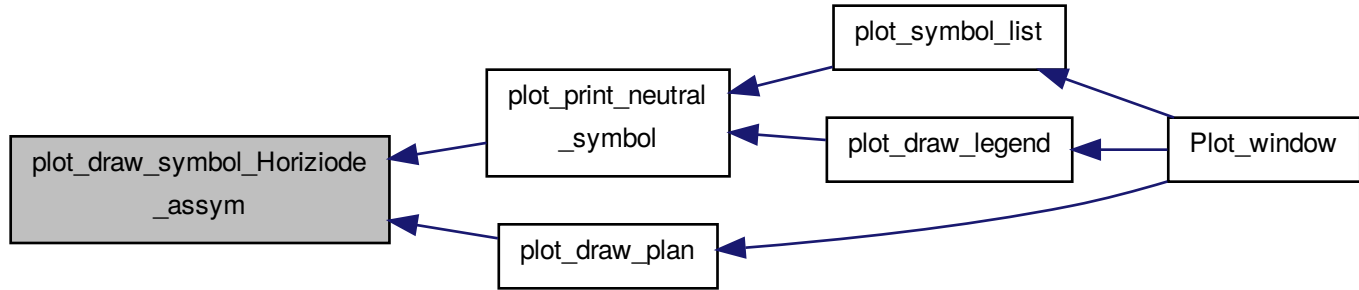 plot_draw_symbol_Horiziode
_assym
plot_print_neutral
_symbol
plot_symbol_list
plot_draw_legend
Plot_window
plot_draw_plan